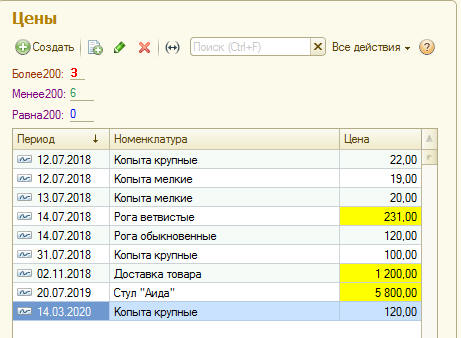 Цены
Создать Поиск (Ctrl+F) Все действия
Более200: 3
Менее200: 6
Равна200: 0
Период Номенклатура Цена
12.07.2018 Копыта крупные 22,00
12.07.2018 Копыта мелкие 19,00
13.07.2018 Копыта мелкие 20,00
14.07.2018 Рога ветвистые 231,00
14.07.2018 Рога обыкновенные 120,00
31.07.2018 Копыта крупные 100,00
02.11.2018 Доставка товара 1 200,00
20.07.2019 Стул "Аида" 5 800,00
14.03.2020 Копыта крупные 120,00